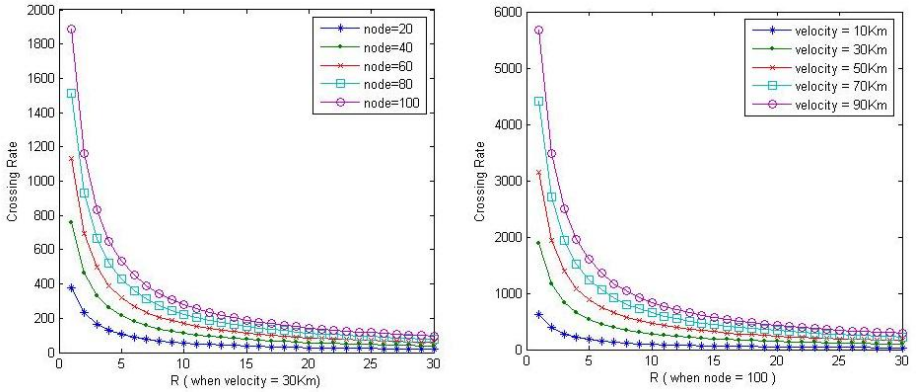 2000
1800
1600
1400
1200
1000
800
600
400
200
0
Crossing Rate
node=20
node=40
node=60
node=80
node=100
0 5 10 15 20 25 30
R ( when velocity = 30Km)
6000
5000
4000
3000
2000
1000
0
Crossing Rate
velocity = 10Km
velocity = 30Km
velocity = 50Km
velocity = 70Km
velocity = 90Km
0 5 10 15 20 25 30
R ( when node = 100 )